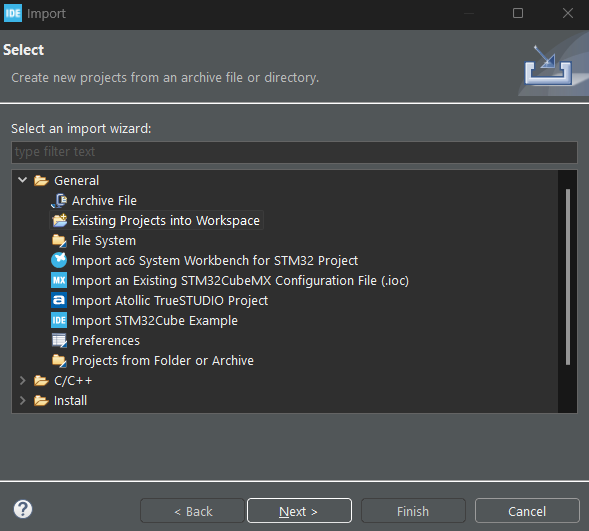 IDE Import
Select
Create new projects from an archive file or directory.
Select an import wizard:
type filter text
General
Archive File
Existing Projects into Workspace
File System
Import ac6 System Workbench for STM32 Project
MX Import an Existing STM32CubeMX Configuration File (.ioc)
a Import Atollic TrueSTUDIO Project
IDE Import STM32Cube Example
Preferences
Projects from Folder or Archive
C/C++
Install
? < Back Next > Finish Cancel